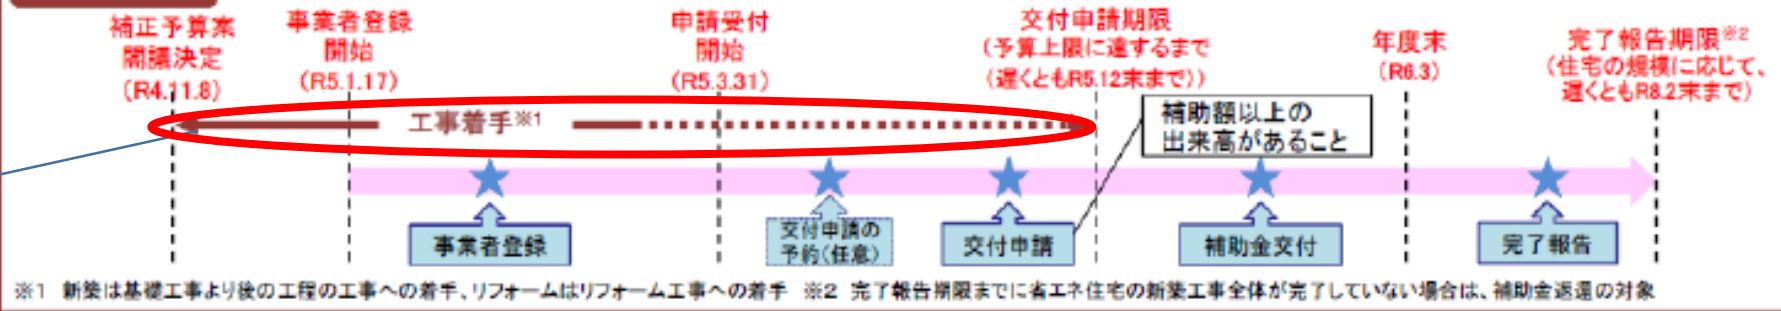 補正予算案
閣議決定
(R4.11.8)
事業者登録
開始
(R5.1.17)
申請受付
開始
(R5.3.31)
交付申請期限
(予算上限に達するまで
(遅くともR5.12末まで))
年度末
(R6.3)
完了報告期限※2
(住宅の規模に応じて、
遅くともR8.2末まで)
工事着手※1
補助額以上の
出来高があること
事業者登録
交付申請の
予約(任意)
交付申請
補助金交付
完了報告
※1 新築は基礎工事より後の工程の工事への着手、リフォームはリフォーム工事への着手 ※2 完了報告期限までに省エネ住宅の新築工事全体が完了していない場合は、補助金返還の対象